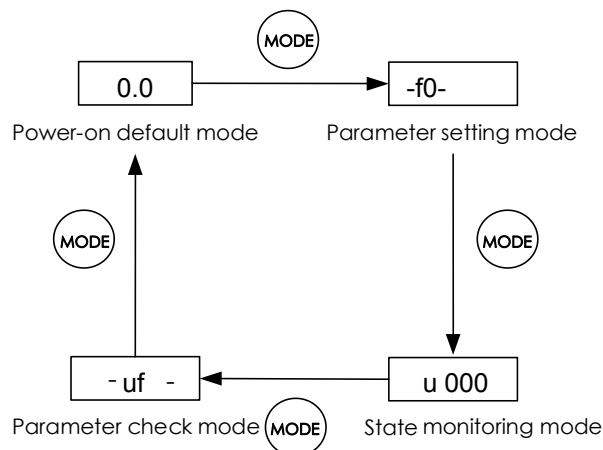 MODE
0.0
-f0-
Power-on default mode
Parameter setting mode
MODE
MODE
- uf -
u 000
Parameter check mode
MODE
State monitoring mode